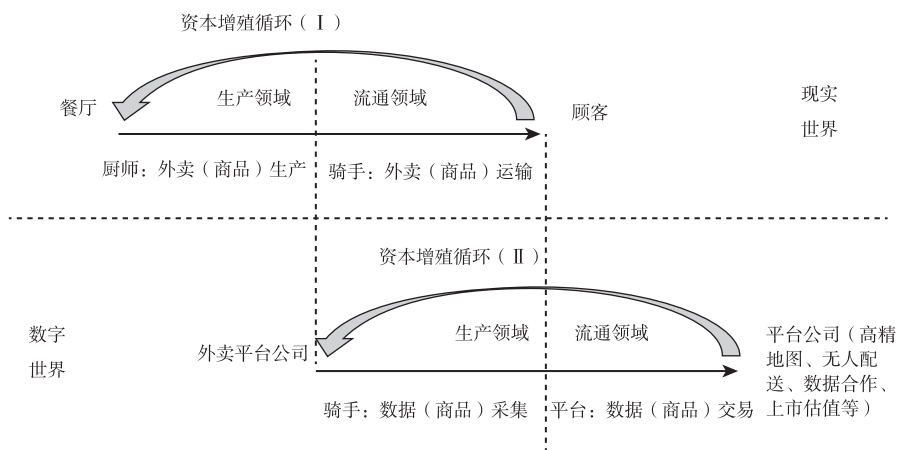 资本增殖循环（Ⅰ）
餐厅
生产领域
流通领域
顾客
现实
世界
厨师：外卖（商品）生产
骑手：外卖（商品）运输
资本增殖循环（Ⅱ）
数字
世界
外卖平台公司
生产领域
流通领域
平台公司（高精
地图、无人配
送、数据合作、
上市估值等）
骑手：数据（商品）采集
平台：数据（商品）交易